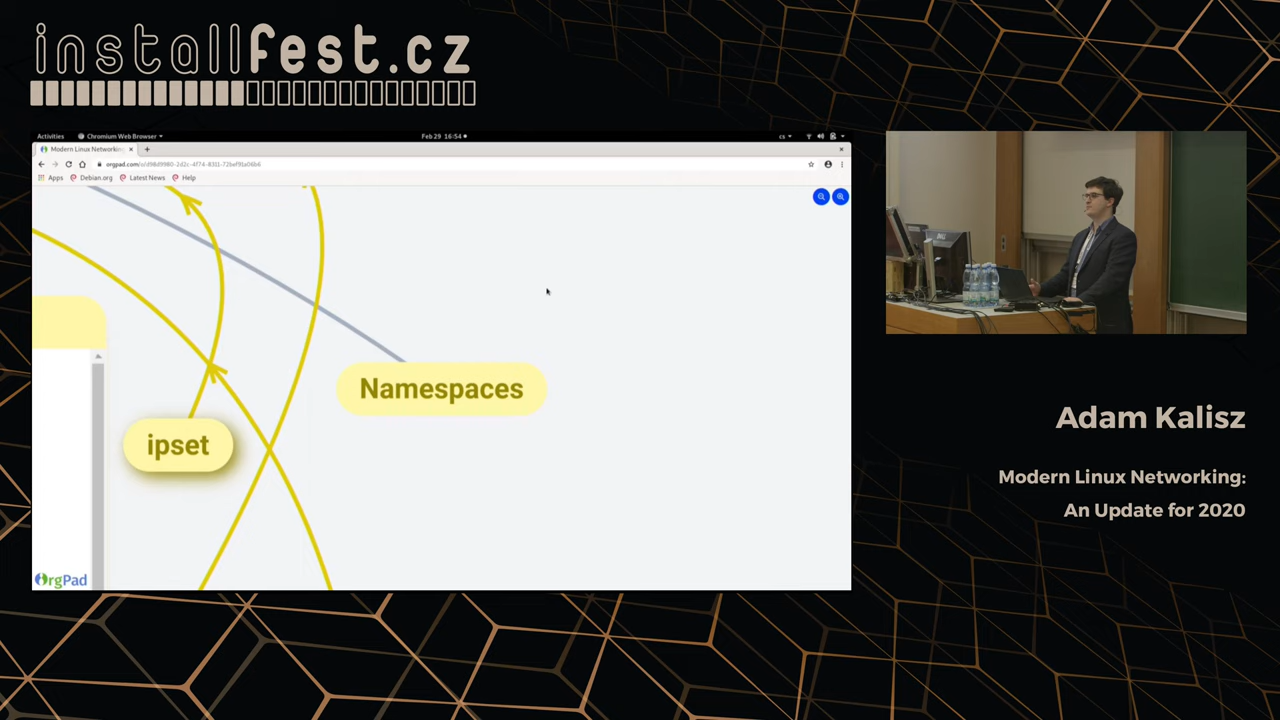 installfest.cz
Activities
Chromium Web Browser
Feb 29 16:54
cs
Modern Linux Networking:
Apps
Debian.org
Latest News
Help
Namespaces
ipset
OrgPad
Adam Kalisz
Modern Linux Networking:
An Update for 2020